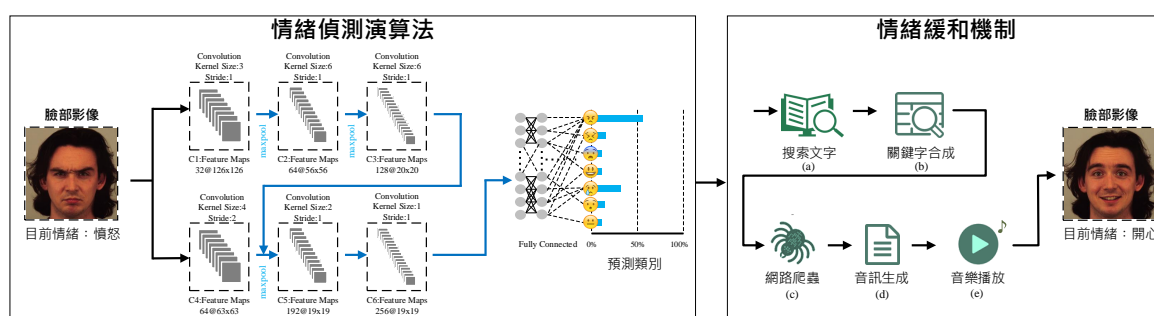 情緒偵測演算法
臉部影像
目前情緒：憤怒
Convolution
Kernel Size:3
Stride:1
C1:Feature Maps
32@126x126
maxpool
Convolution
Kernel Size:6
Stride:1
C2:Feature Maps
64@56x56
maxpool
Convolution
Kernel Size:6
Stride:1
C3:Feature Maps
128@20x20
Convolution
Kernel Size:4
Stride:2
C4:Feature Maps
64@63x63
maxpool
Convolution
Kernel Size:2
Stride:1
C5:Feature Maps
192@19x19
Convolution
Kernel Size:1
Stride:1
C6:Feature Maps
256@19x19
Fully Connected
0%
50%
100%
預測類別
情緒緩和機制
搜索文字
(a)
關鍵字合成
(b)
網路爬蟲
(c)
音訊生成
(d)
音樂播放
(e)
臉部影像
目前情緒：開心